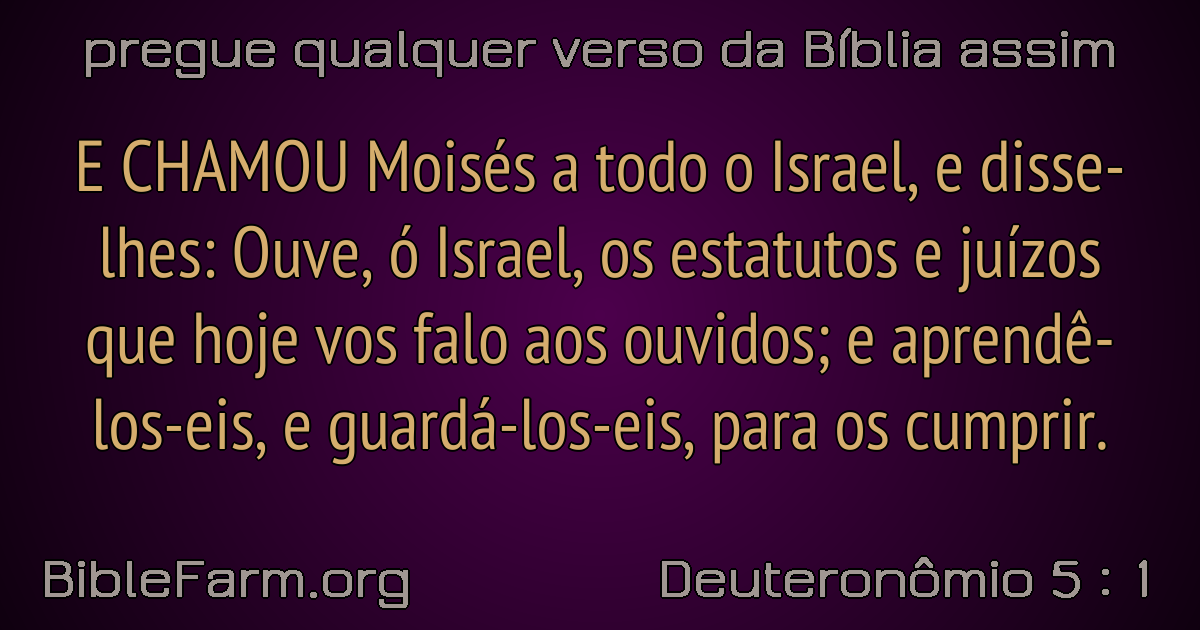 pregue qualquer verso da Bíblia assim
E CHAMOU Moisés a todo o Israel, e disse-
lhes: Ouve, ó Israel, os estatutos e juízos
que hoje vos falo aos ouvidos; e aprendê-
los-eis, e guardá-los-eis, para os cumprir.
BibleFarm.org
Deuteronômio 5 : 1